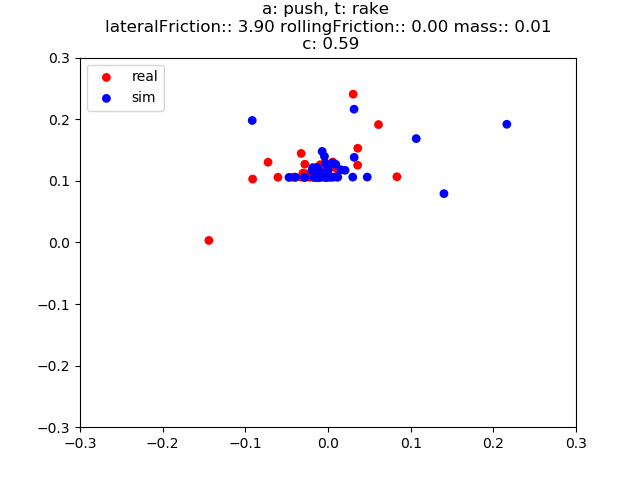 a: push, t: rake
lateralFriction:: 3.90 rollingFriction:: 0.00 mass:: 0.01
c: 0.59
real
sim
0.3
0.2
0.1
0.0
−0.1
−0.2
−0.3
−0.3 −0.2 −0.1 0.0 0.1 0.2 0.3